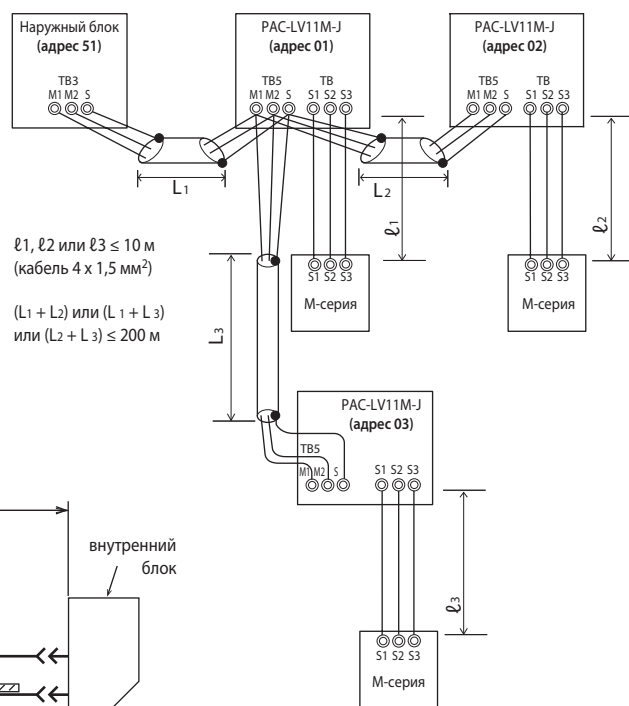 Наружный блок
(адрес 51)
TB3
M1 M2 S
PAC-LV11M-J
(адрес 01)
TB5 TB
M1 M2 S S1 S2 S3
PAC-LV11M-J
(адрес 02)
TB5 TB
M1 M2 S S1 S2 S3
L1
L2
ℓ1
ℓ2
ℓ1, ℓ2 или ℓ3 ≤ 10 м
(кабель 4 x 1,5 мм²)
(L1 + L2) или (L 1 + L 3)
или (L2 + L 3) ≤ 200 м
S1 S2 S3
М-серия
S1 S2 S3
М-серия
L3
PAC-LV11M-J
(адрес 03)
TB5
M1 M2 S S1 S2 S3
ℓ3
внутренний
блок
S1 S2 S3
М-серия